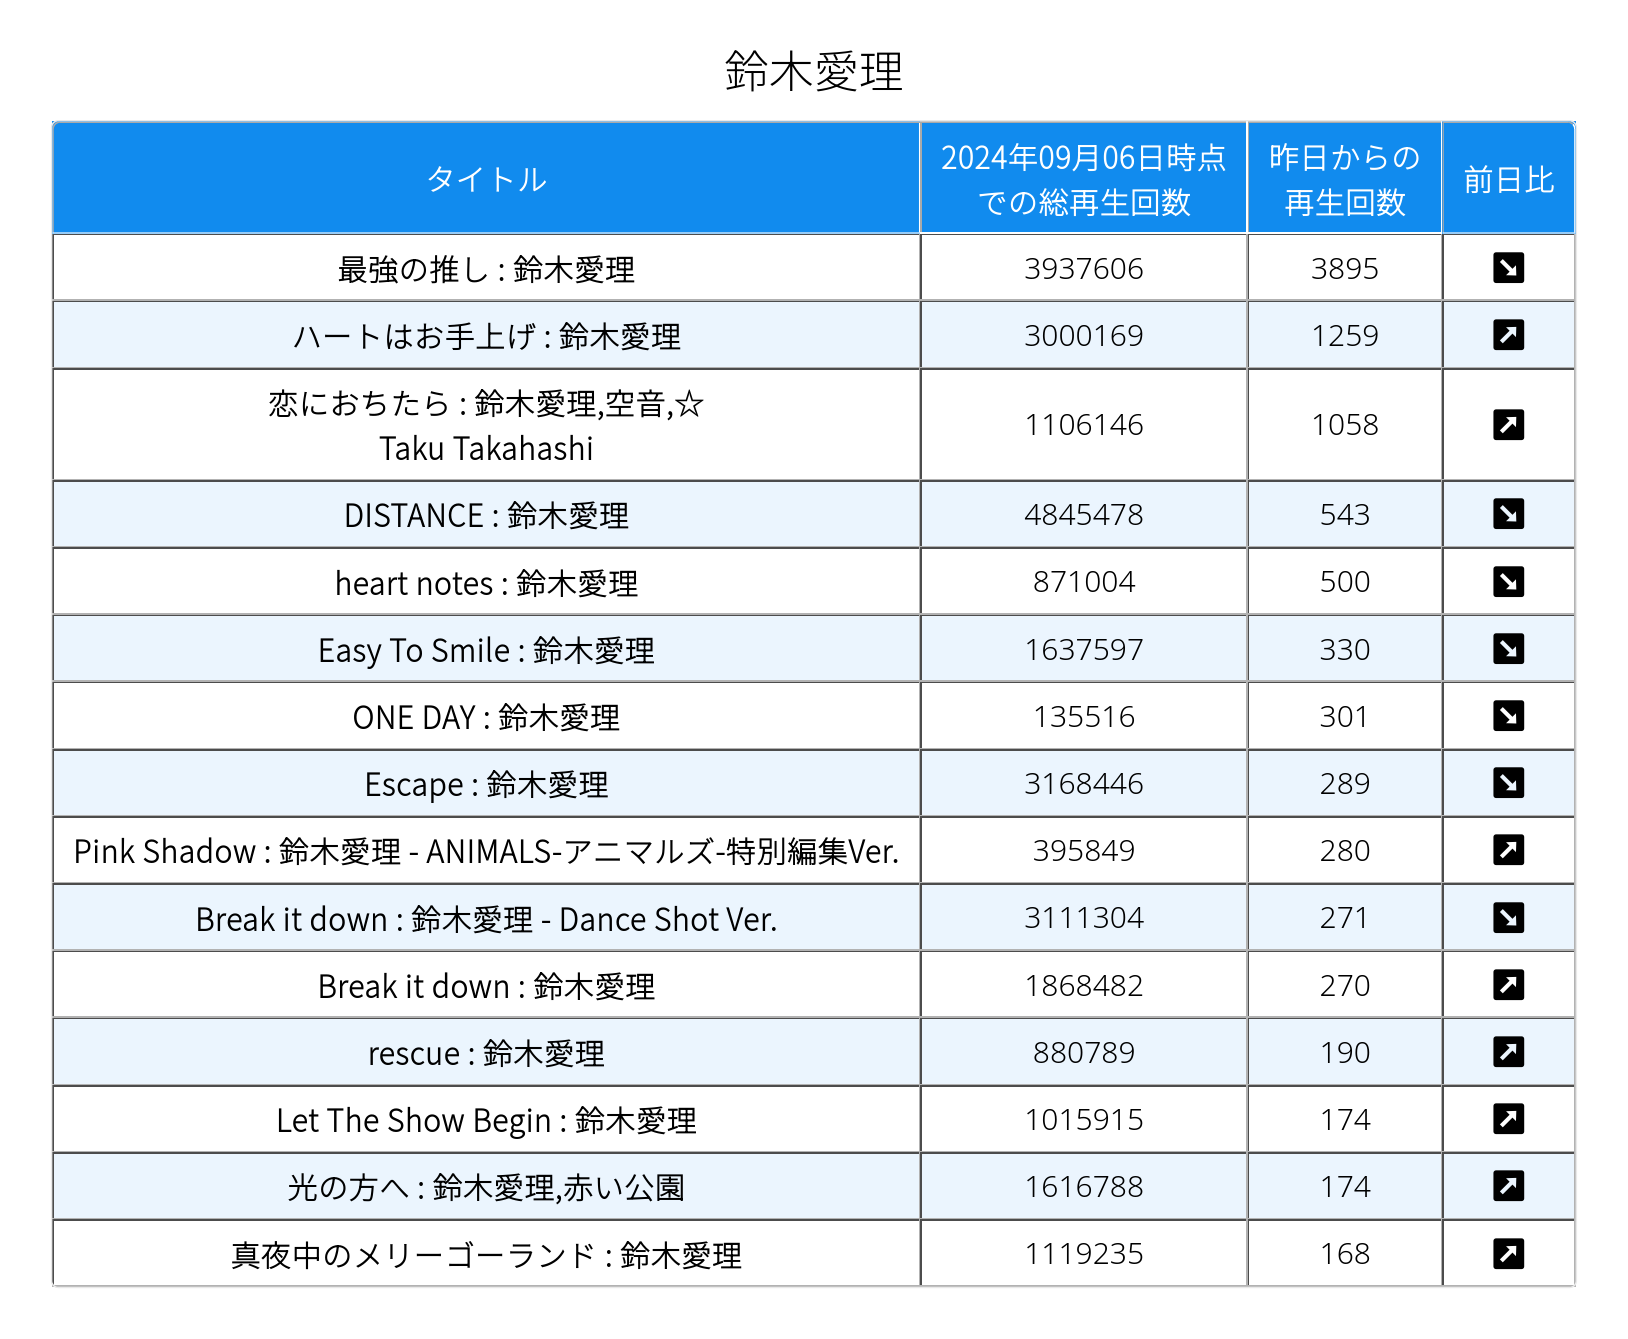 鈴木愛理
タイトル
2024年09月06日時点
での総再生回数
昨日からの
再生回数
前日比
最強の推し : 鈴木愛理 3937606 3895
ハートはお手上げ : 鈴木愛理 3000169 1259
恋におちたら : 鈴木愛理,空音,☆
Taku Takahashi
1106146 1058
DISTANCE : 鈴木愛理 4845478 543
heart notes : 鈴木愛理 871004 500
Easy To Smile : 鈴木愛理 1637597 330
ONE DAY : 鈴木愛理 135516 301
Escape : 鈴木愛理 3168446 289
Pink Shadow : 鈴木愛理 - ANIMALS-アニマルズ-特別編集Ver. 395849 280
Break it down : 鈴木愛理 - Dance Shot Ver. 3111304 271
Break it down : 鈴木愛理 1868482 270
rescue : 鈴木愛理 880789 190
Let The Show Begin : 鈴木愛理 1015915 174
光の方へ : 鈴木愛理,赤い公園 1616788 174
真夜中のメリーゴーランド : 鈴木愛理 1119235 168